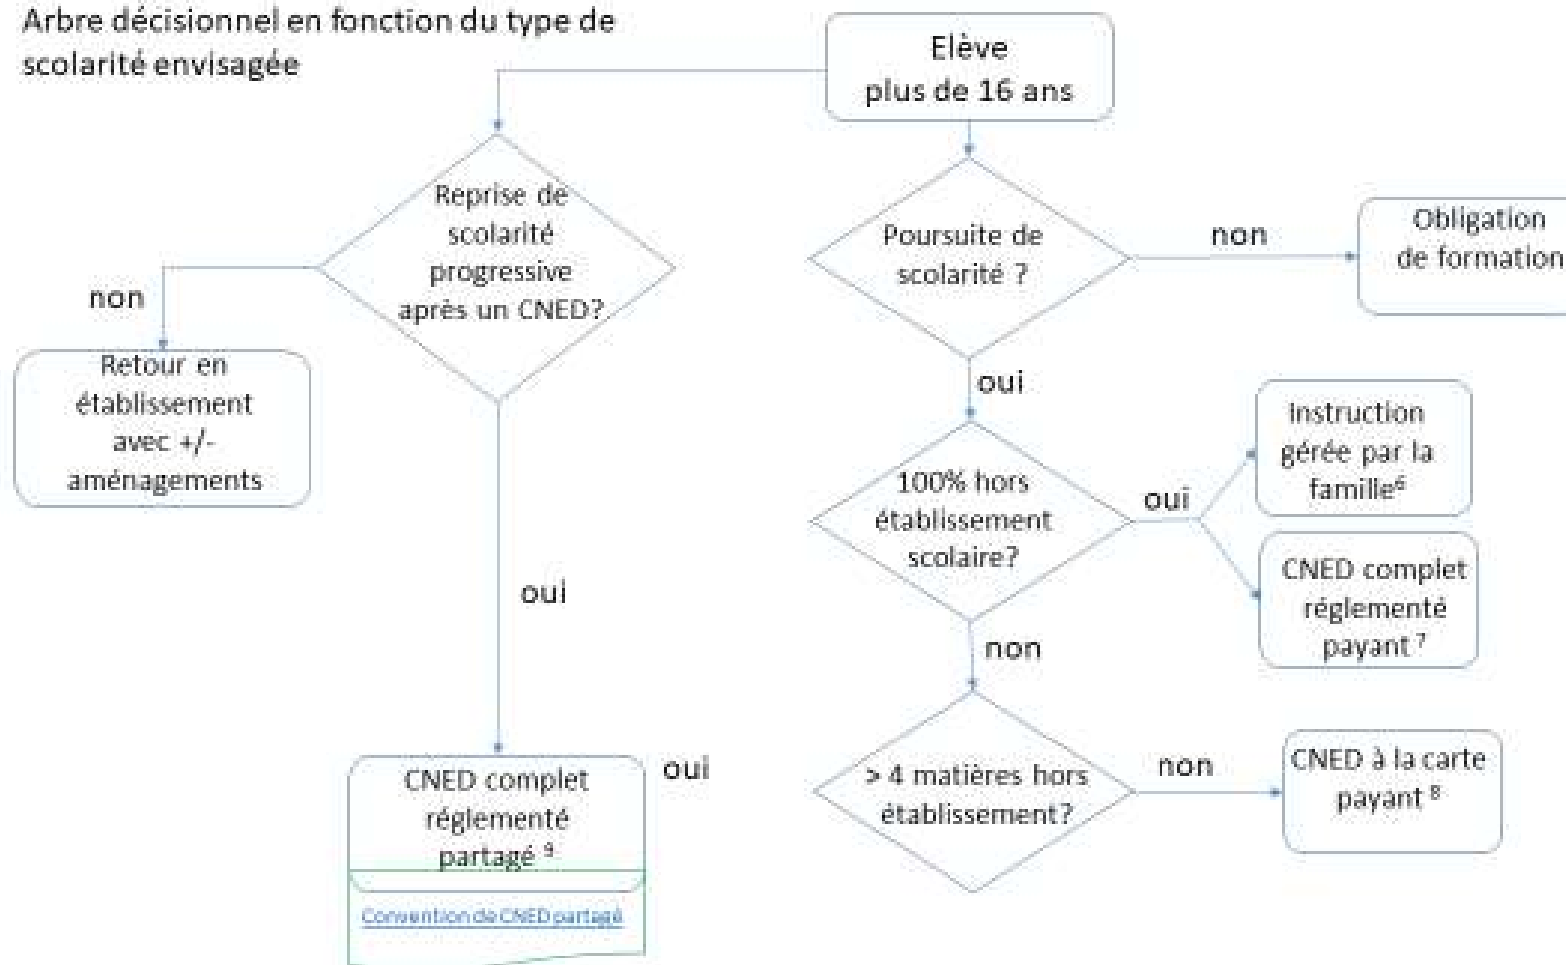 Arbre décisionnel en fonction du type de
scolarité envisagée
Elève
plus de 16 ans
Reprise de
scolarité
progressive
après un CNED?
Poursuite de
scolarité ?
non
Obligation
de formation
non
Retour en
établissement
avec +/-
aménagements
oui
100% hors
établissement
scolaire?
oui
Instruction
gérée par la
famille⁶
CNED complet
réglementé
payant ⁷
oui
non
> 4 matières hors
établissement?
non
CNED à la carte
payant ⁸
oui
CNED complet
réglementé
partagé ⁹
Convention de CNED partagé